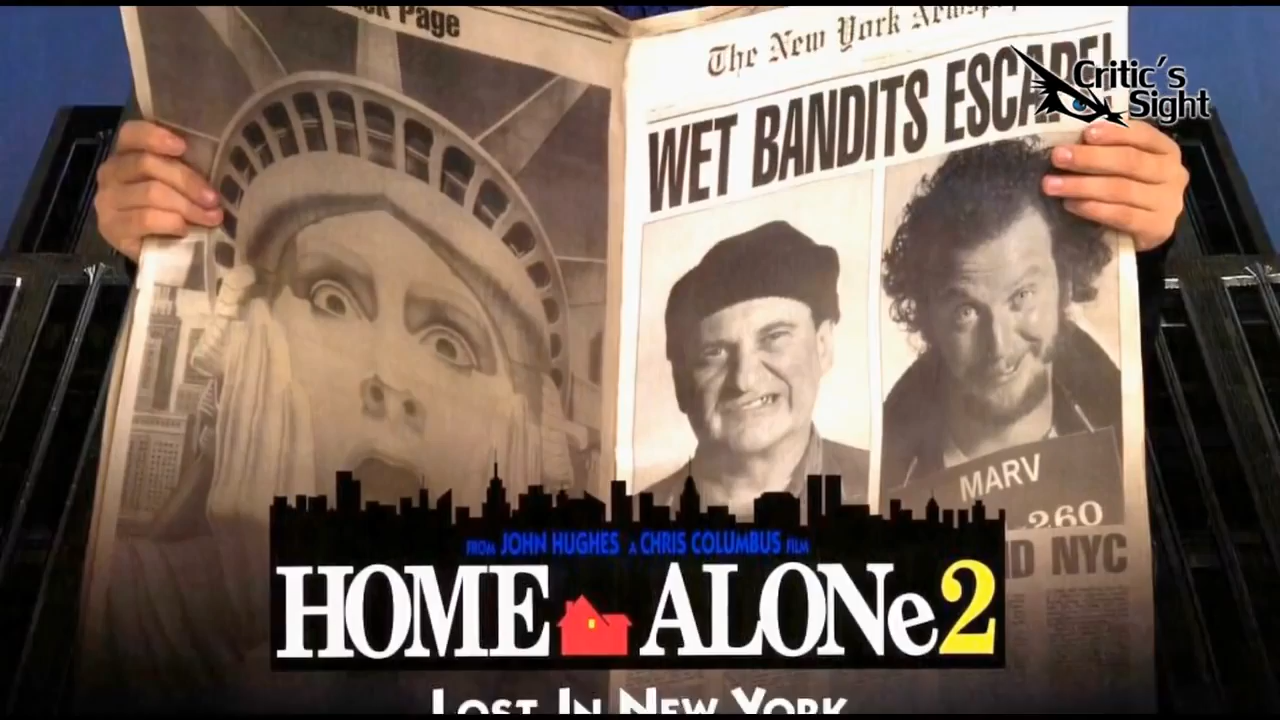 Page
The New York
WET BANDITS ESCAPE!
Critic's
Sight
MARV
260
NYC
FROM JOHN HUGHES A CHRIS COLUMBUS FILM
HOME ALONe2
LOST IN NEW YORK